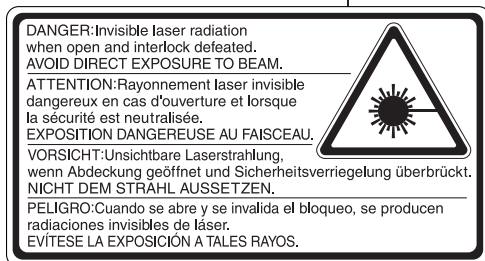 DANGER:Invisible laser radiation
when open and interlock defeated.
AVOID DIRECT EXPOSURE TO BEAM.
ATTENTION:Rayonnement laser invisible
dangereux en cas d'ouverture et lorsque
la sécurité est neutralisée.
EXPOSITION DANGEREUSE AU FAISCEAU.
VORSICHT:Unsichtbare Laserstrahlung,
wenn Abdeckung geöffnet und Sicherheitsverriegelung überbrückt.
NICHT DEM STRAHL AUSSETZEN.
PELIGRO:Cuando se abre y se invalida el bloqueo, se producen
radiaciones invisibles de láser.
EVÍTESE LA EXPOSICIÓN A TALES RAYOS.